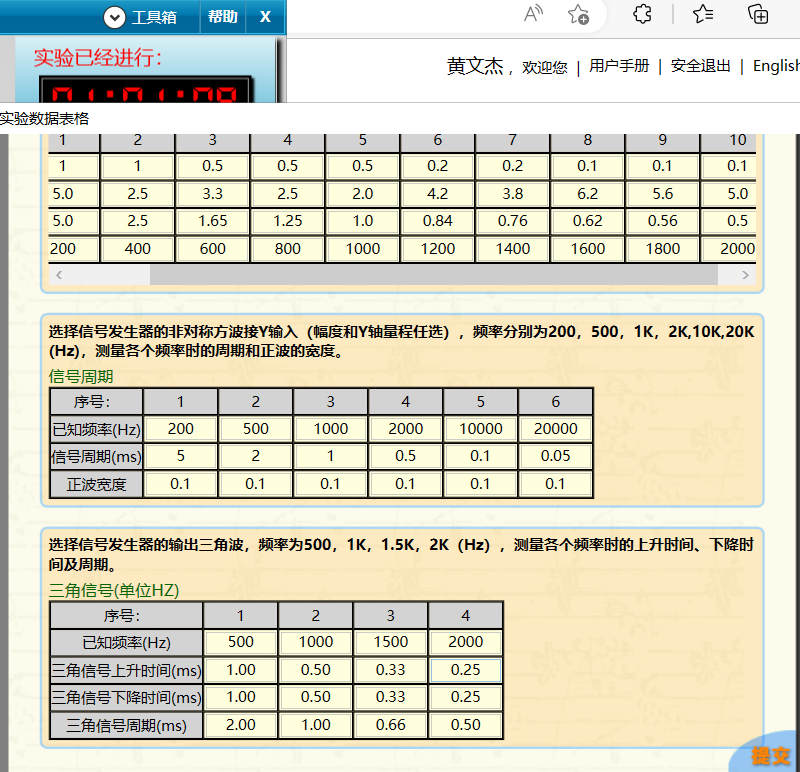 工具箱 帮助 X
实验已经进行:
01:01:09
黄文杰 , 欢迎您 | 用户手册 | 安全退出 | English
实验数据表格
1 2 3 4 5 6 7 8 9 10
1 1 0.5 0.5 0.5 0.2 0.2 0.1 0.1 0.1
5.0 2.5 3.3 2.5 2.0 4.2 3.8 6.2 5.6 5.0
5.0 2.5 1.65 1.25 1.0 0.84 0.76 0.62 0.56 0.5
200 400 600 800 1000 1200 1400 1600 1800 2000
选择信号发生器的非对称方波接Y输入（幅度和Y轴量程任选），频率分别为200，500，1K，2K,10K,20K
(Hz)，测量各个频率时的周期和正波的宽度。
信号周期
序号： 1 2 3 4 5 6
已知频率(Hz) 200 500 1000 2000 10000 20000
信号周期(ms) 5 2 1 0.5 0.1 0.05
正波宽度 0.1 0.1 0.1 0.1 0.1 0.1
选择信号发生器的输出三角波，频率为500，1K，1.5K，2K（Hz），测量各个频率时的上升时间、下降时
间及周期。
三角信号(单位HZ)
序号： 1 2 3 4
已知频率(Hz) 500 1000 1500 2000
三角信号上升时间(ms) 1.00 0.50 0.33 0.25
三角信号下降时间(ms) 1.00 0.50 0.33 0.25
三角信号周期(ms) 2.00 1.00 0.66 0.50
提交